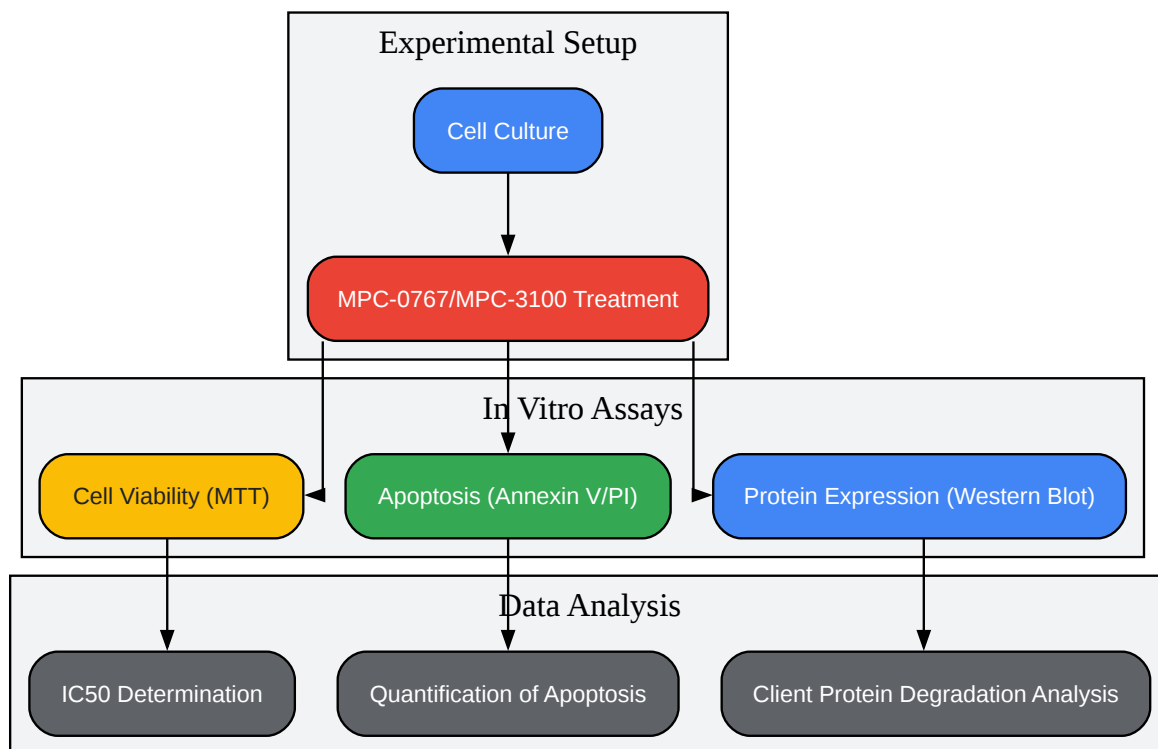 Experimental Setup
Cell Culture
MPC-0767/MPC-3100 Treatment
In Vitro Assays
Cell Viability (MTT)
Apoptosis (Annexin V/PI)
Protein Expression (Western Blot)
Data Analysis
IC50 Determination
Quantification of Apoptosis
Client Protein Degradation Analysis